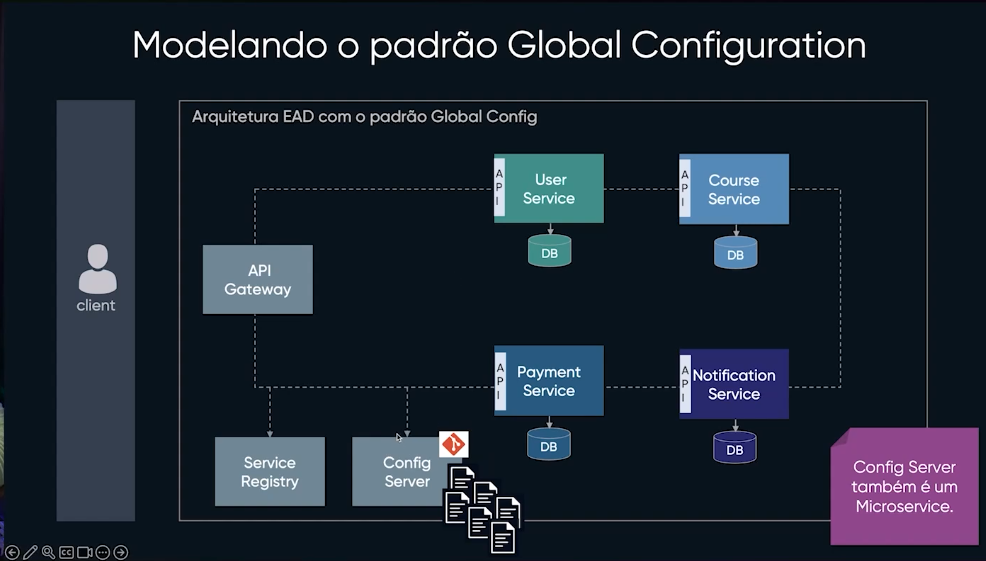 Modelando o padrão Global Configuration
Arquitetura EAD com o padrão Global Config
client
API
Gateway
API
User
Service
DB
API
Course
Service
DB
API
Payment
Service
DB
API
Notification
Service
DB
Service
Registry
Config
Server
Config Server
também é um
Microservice.
CC